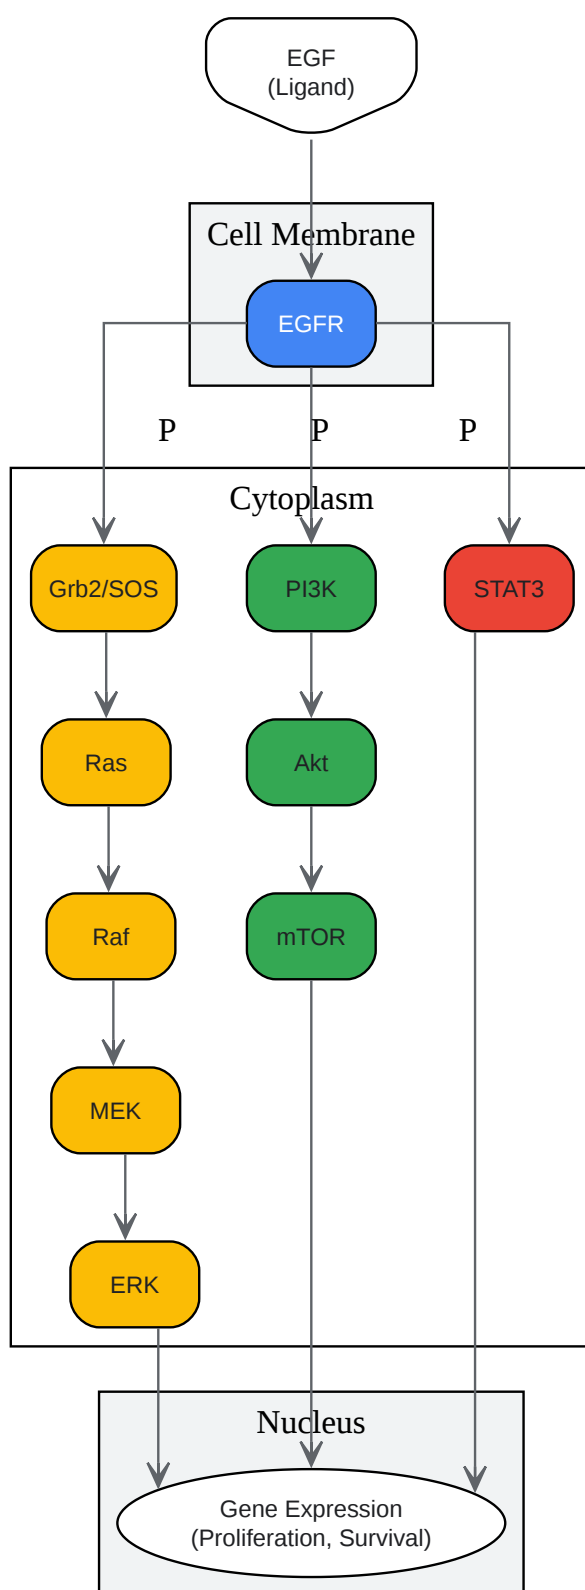 EGF
(Ligand)
Cell Membrane
EGFR
P P P
Cytoplasm
Grb2/SOS PI3K STAT3
Ras Akt
Raf mTOR
MEK
ERK
Nucleus
Gene Expression
(Proliferation, Survival)